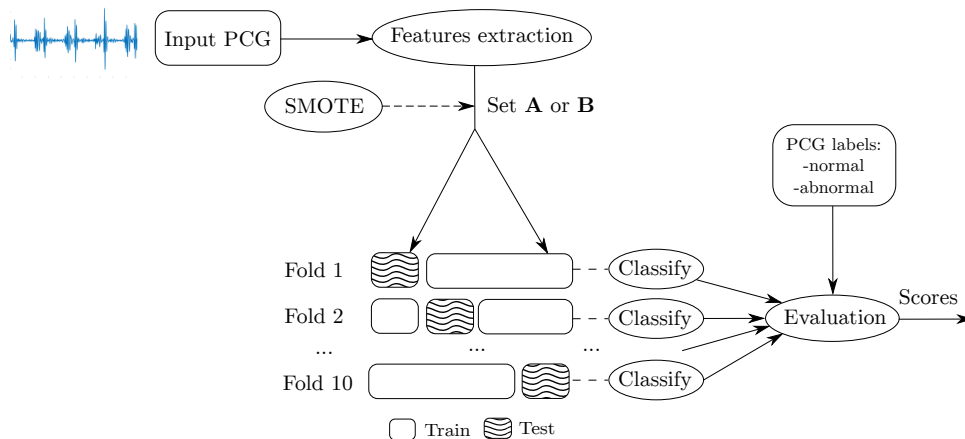 Input PCG
Features extraction
SMOTE
Set A or B
PCG labels:
-normal
-abnormal
Fold 1
Classify
Fold 2
Classify
Evaluation
Scores
... ... ...
Fold 10
Classify
Train
Test